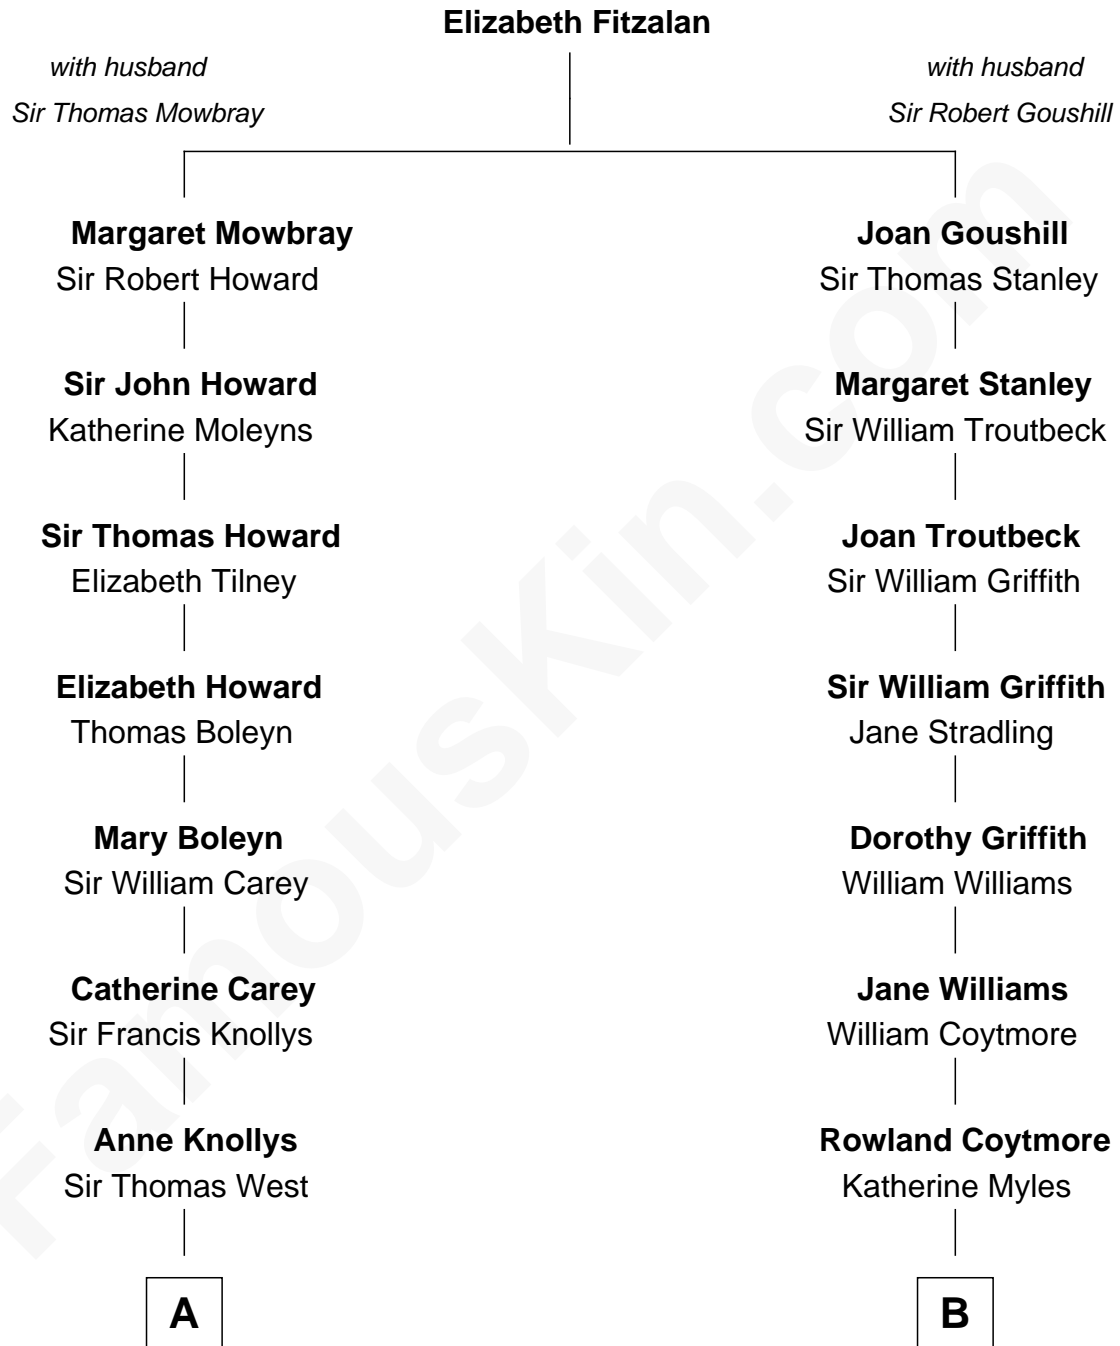 Elizabeth Fitzalan
with husband
Sir Thomas Mowbray
with husband
Sir Robert Goushill
Margaret Mowbray
Sir Robert Howard
Joan Goushill
Sir Thomas Stanley
Sir John Howard
Katherine Moleyns
Margaret Stanley
Sir William Troutbeck
Sir Thomas Howard
Elizabeth Tilney
Joan Troutbeck
Sir William Griffith
Elizabeth Howard
Thomas Boleyn
Sir William Griffith
Jane Stradling
Mary Boleyn
Sir William Carey
Dorothy Griffith
William Williams
Catherine Carey
Sir Francis Knollys
Jane Williams
William Coytmore
Anne Knollys
Sir Thomas West
Rowland Coytmore
Katherine Myles
A
B
FamousKin.com